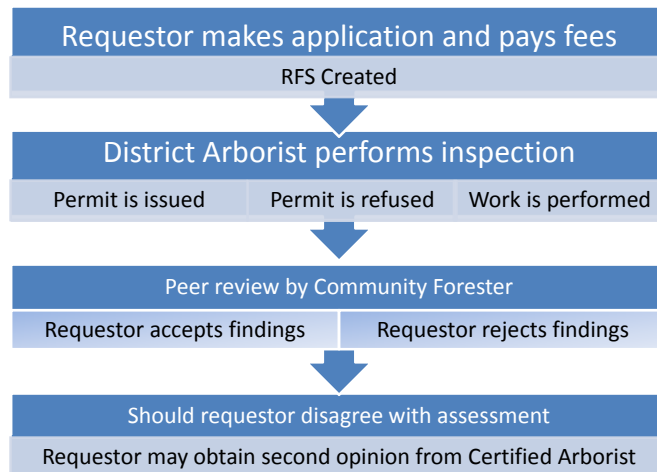 Requestor makes application and pays fees
RFS Created
District Arborist performs inspection
Permit is issued
Permit is refused
Work is performed
Peer review by Community Forester
Requestor accepts findings
Requestor rejects findings
Should requestor disagree with assessment
Requestor may obtain second opinion from Certified Arborist